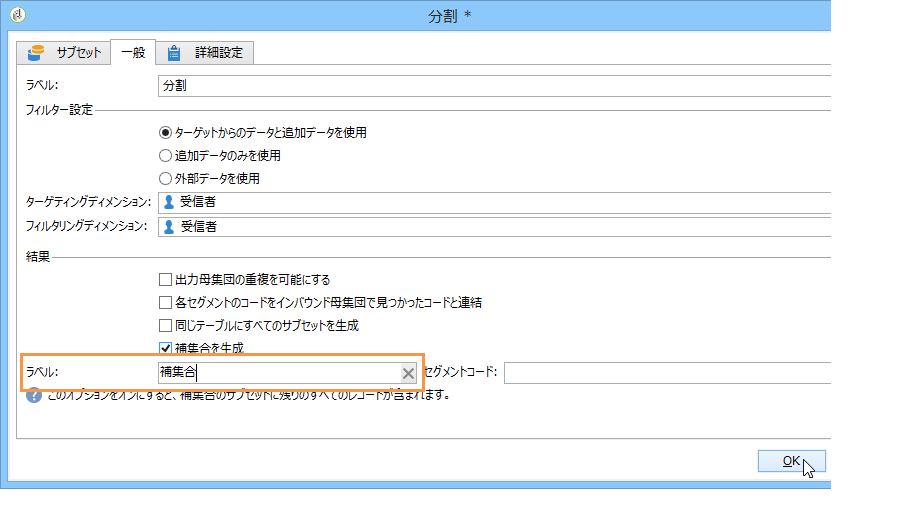 分割 *
サブセット 一般 詳細設定
ラベル: 分割
フィルター設定
ターゲットからのデータと追加データを使用
追加データのみを使用
外部データを使用
ターゲティングディメンション: 受信者
フィルタリングディメンション: 受信者
結果
出力母集団の重複を可能にする
各セグメントのコードをインバウンド母集団で見つかったコードと連結
同じテーブルにすべてのサブセットを生成
補集合を生成
ラベル: 補集合 セグメントコード:
? このオプションをオンにすると、補集合のサブセットに残りのすべてのレコードが含まれます。
OK